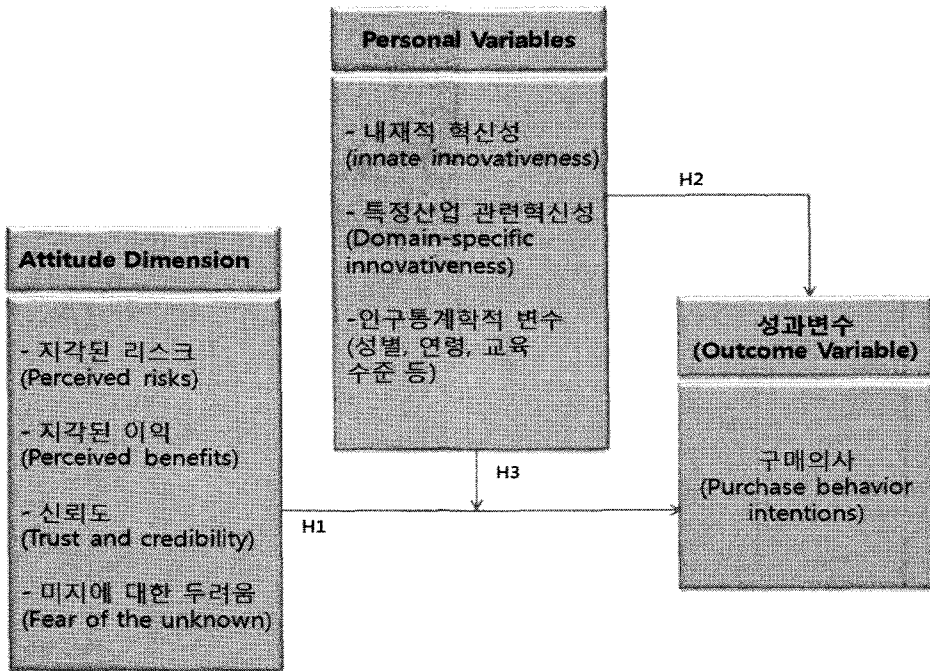 Personal Variables
- 내재적 혁신성
(innate innovativeness)
- 특정산업 관련혁신성
(Domain-specific
innovativeness)
-인구통계학적 변수
(성별, 연령, 교육
수준 등)
H2
Attitude Dimension
- 지각된 리스크
(Perceived risks)
- 지각된 이익
(Perceived benefits)
- 신뢰도
(Trust and credibility)
- 미지에 대한 두려움
(Fear of the unknown)
H3
H1
성과변수
(Outcome Variable)
구매의사
(Purchase behavior
intentions)